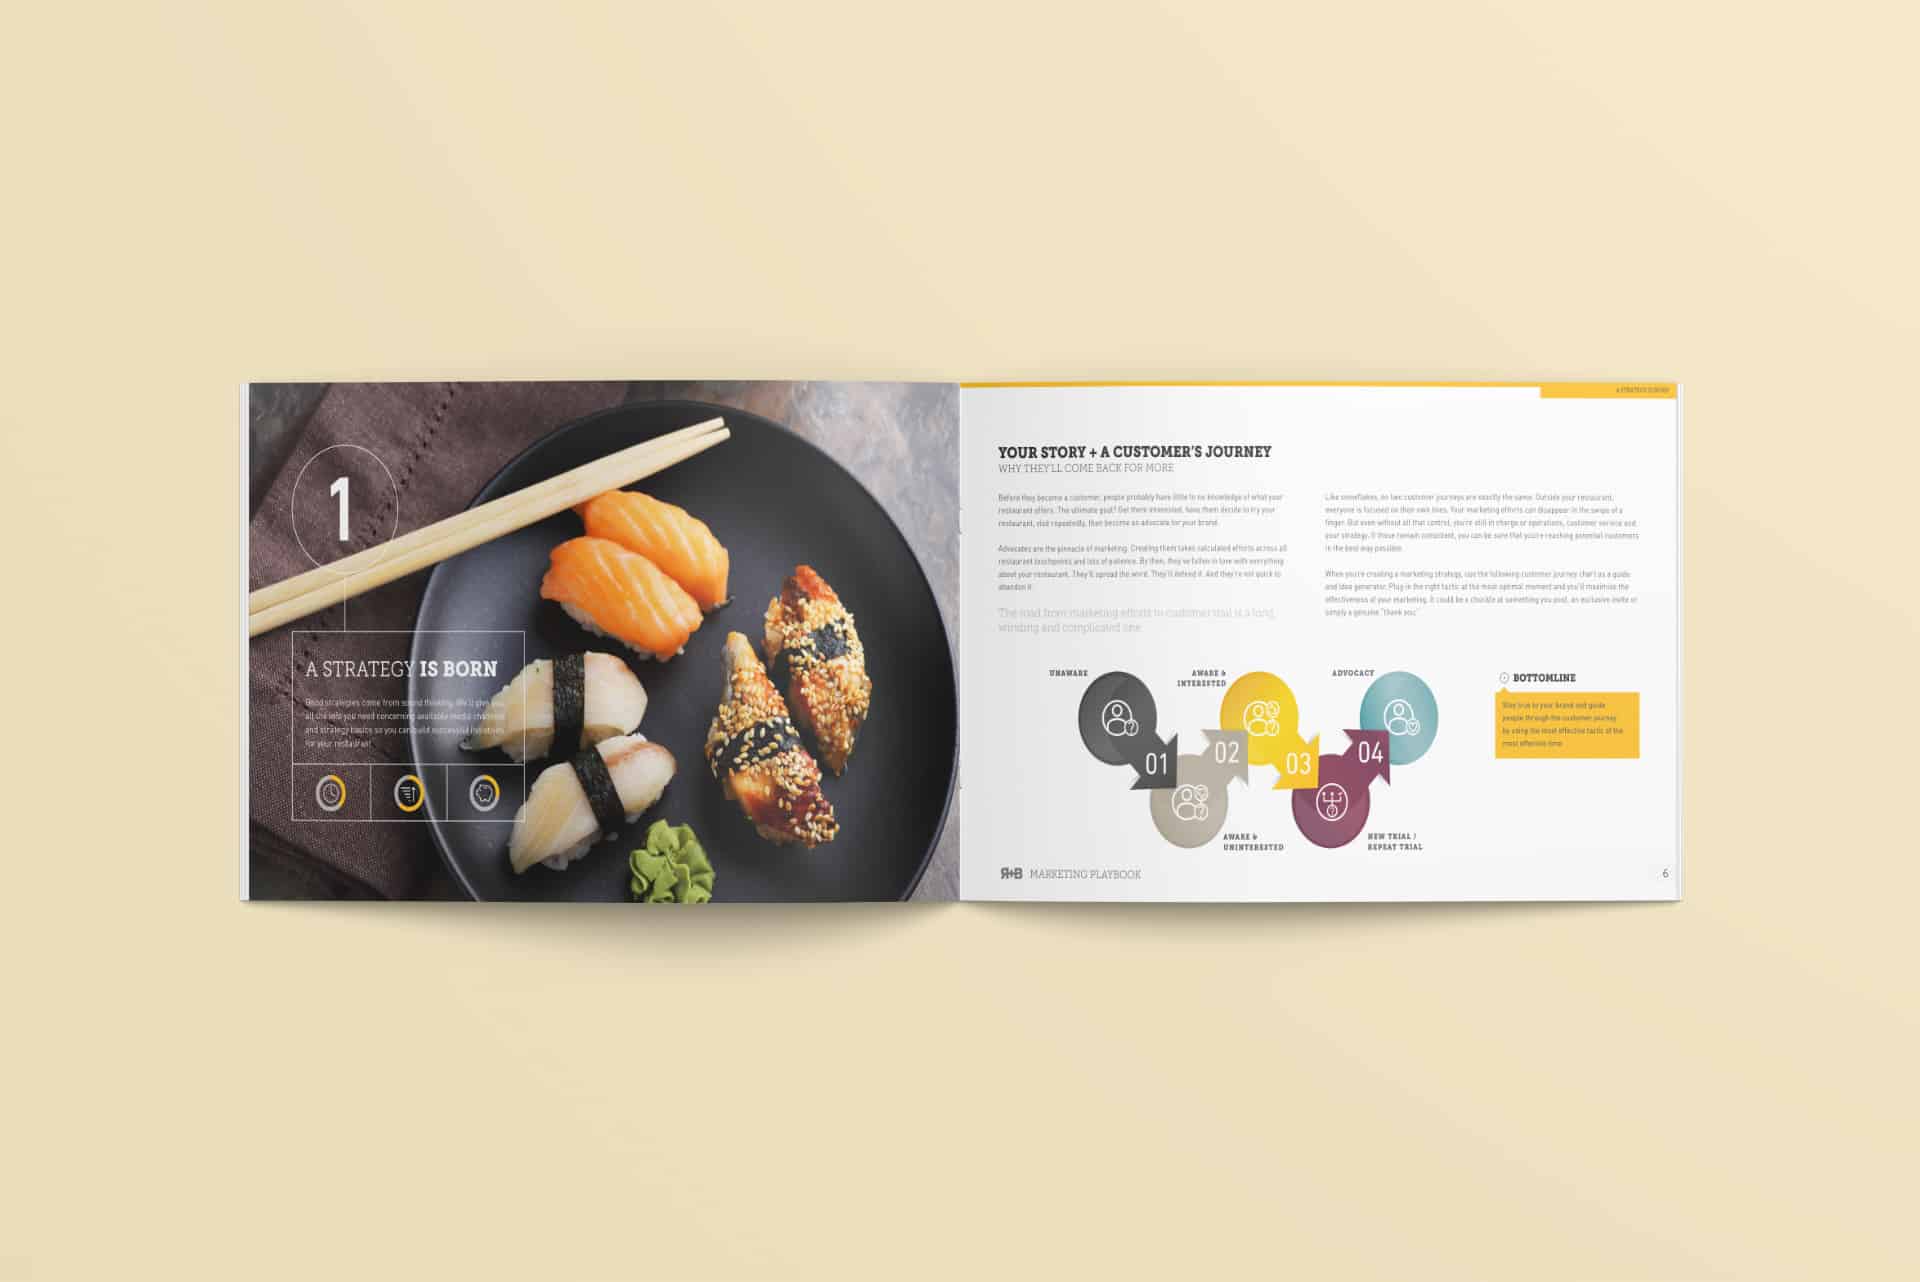 1
A STRATEGY IS BORN
Good strategies come from sound thinking. We'll give you
all the info you need concerning available media channels
and strategy basics so you can build successful initiatives
for your restaurant.
A STRATEGY IS BORN
YOUR STORY + A CUSTOMER'S JOURNEY
WHY THEY'LL COME BACK FOR MORE
Before they become a customer, people probably have little to no knowledge of what your
restaurant offers. The ultimate goal? Get them interested, have them decide to try your
restaurant, visit repeatedly, then become an advocate for your brand.
Advocates are the pinnacle of marketing. Creating them takes calculated efforts across all
restaurant touchpoints and lots of patience. By then, they've fallen in love with everything
about your restaurant. They'll spread the word. They'll defend it. And they're not quick to
abandon it.
The road from marketing efforts to customer trial is a long,
winding and complicated one.
Like snowflakes, no two customer journeys are exactly the same. Outside your restaurant,
everyone is focused on their own lives. Your marketing efforts can disappear in the swipe of a
finger. But even without all that control, you're still in charge of operations, customer service and
your strategy. If those remain consistent, you can be sure that you're reaching potential customers
in the best way possible.
When you're creating a marketing strategy, use the following customer journey chart as a guide
and idea generator. Plug in the right tactic at the most optimal moment and you'll maximize the
effectiveness of your marketing. It could be a chuckle at something you post, an exclusive invite or
simply a genuine "thank you."
UNAWARE
01
AWARE &
UNINTERESTED
02
AWARE &
INTERESTED
03
NEW TRIAL /
REPEAT TRIAL
04
ADVOCACY
BOTTOMLINE
Stay true to your brand and guide
people through the customer journey
by using the most effective tactic at the
most effective time.
R+B MARKETING PLAYBOOK
6